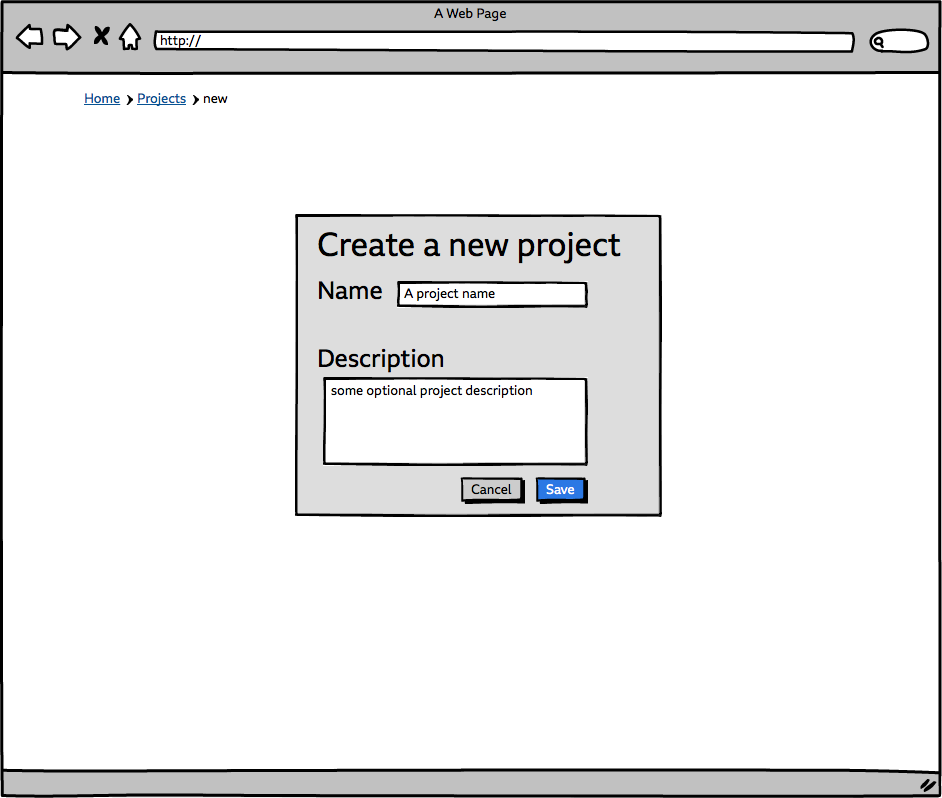 A Web Page
http://
Home Projects new
Create a new project
Name A project name
Description
some optional project description
Cancel Save